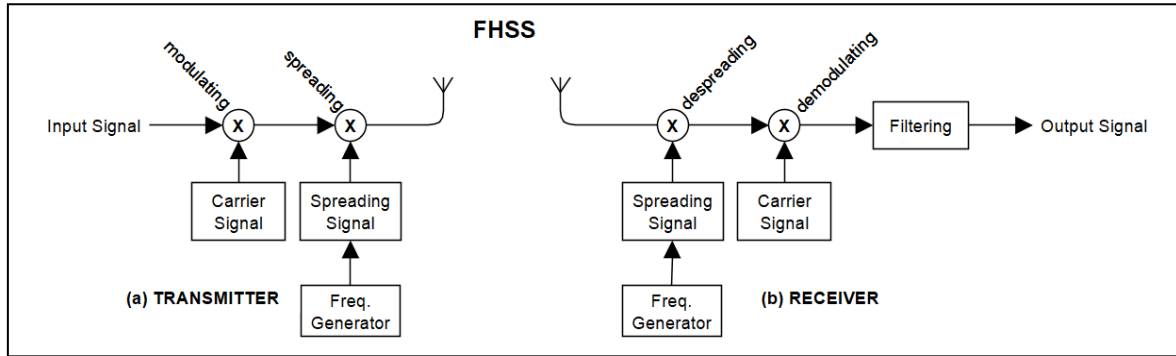 FHSS
modulating
spreading
despreading
demodulating
Input Signal
X
X
X
X
Filtering
Output Signal
Carrier
Signal
Spreading
Signal
Spreading
Signal
Carrier
Signal
(a) TRANSMITTER
Freq.
Generator
Freq.
Generator
(b) RECEIVER